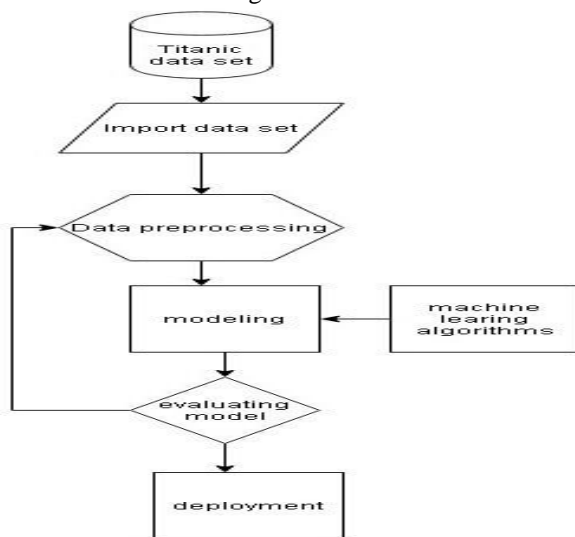 Titanic
data set
Import data set
Data preprocessing
modeling
machine
learing
algorithms
evaluating
model
deployment